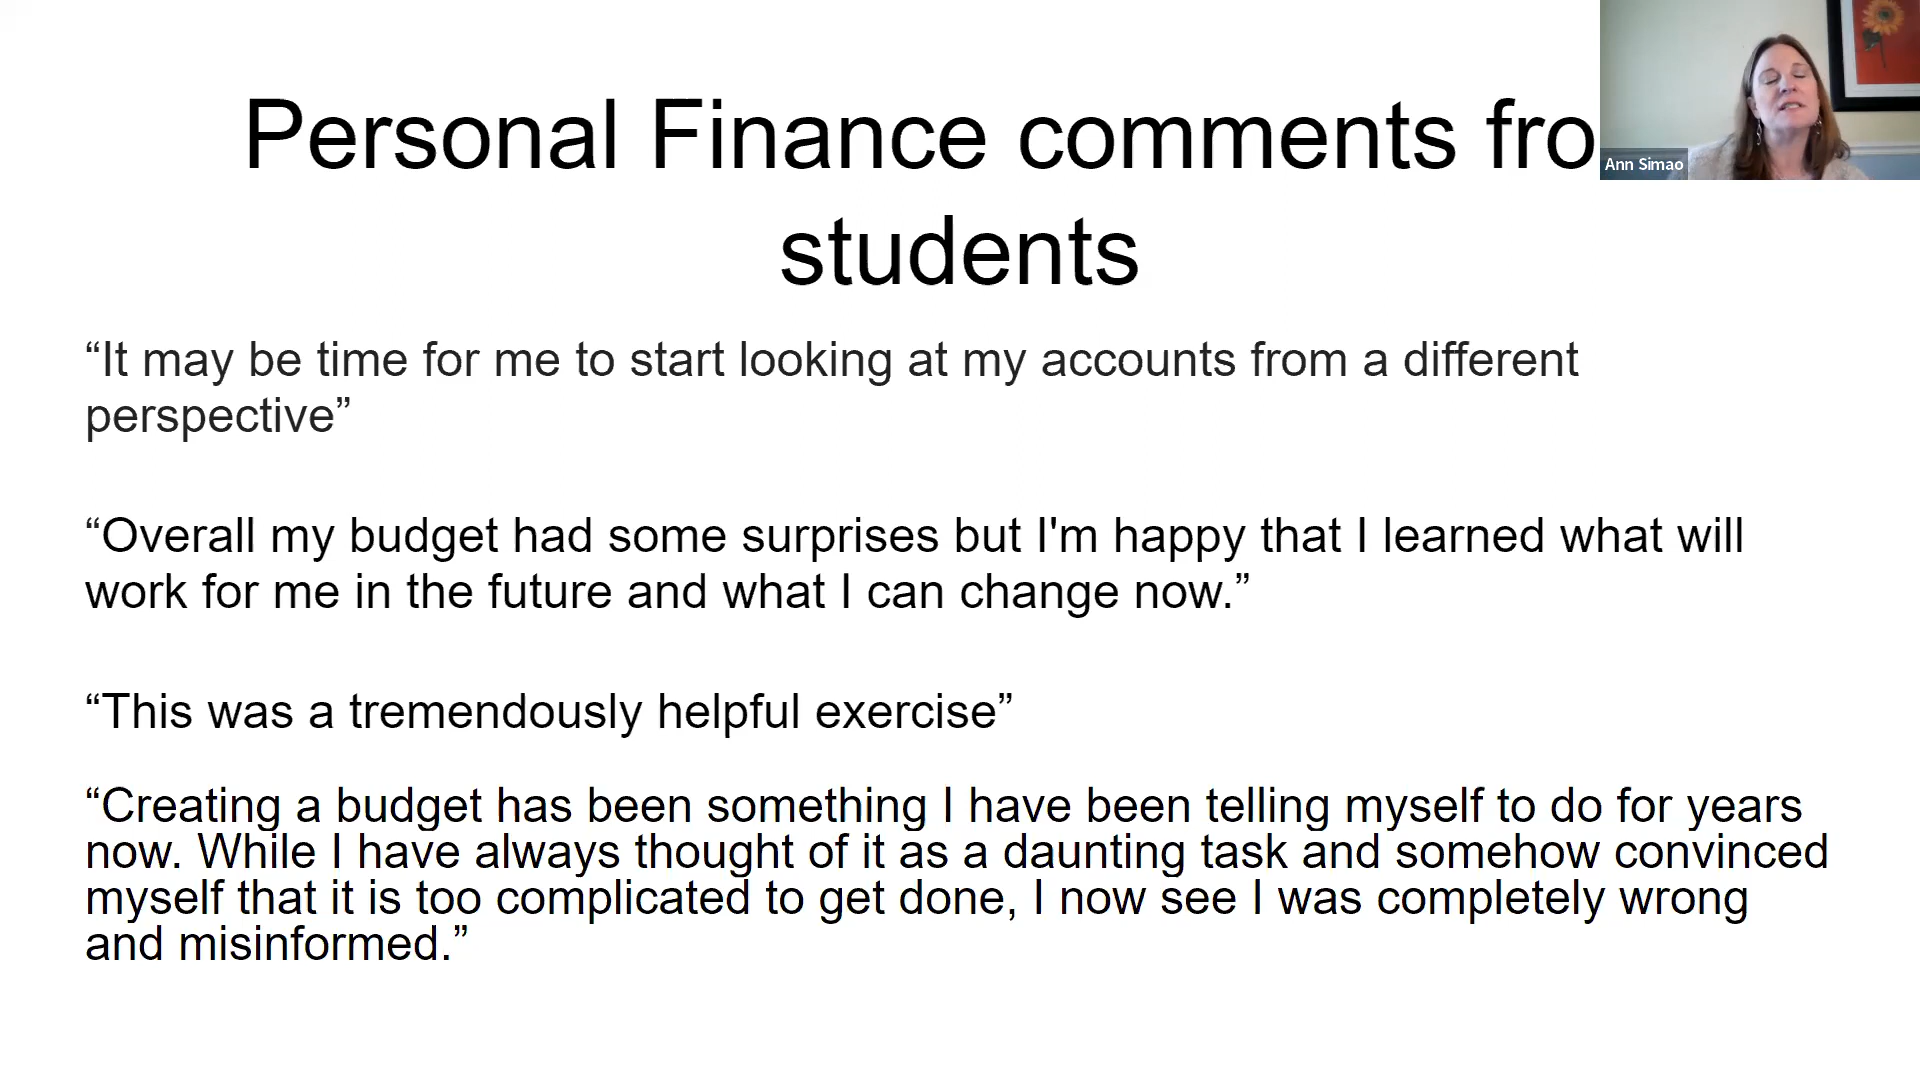 Personal Finance comments fro
students
Ann Simao
“It may be time for me to start looking at my accounts from a different
perspective”
“Overall my budget had some surprises but I'm happy that I learned what will
work for me in the future and what I can change now.”
“This was a tremendously helpful exercise”
“Creating a budget has been something I have been telling myself to do for years
now. While I have always thought of it as a daunting task and somehow convinced
myself that it is too complicated to get done, I now see I was completely wrong
and misinformed.”